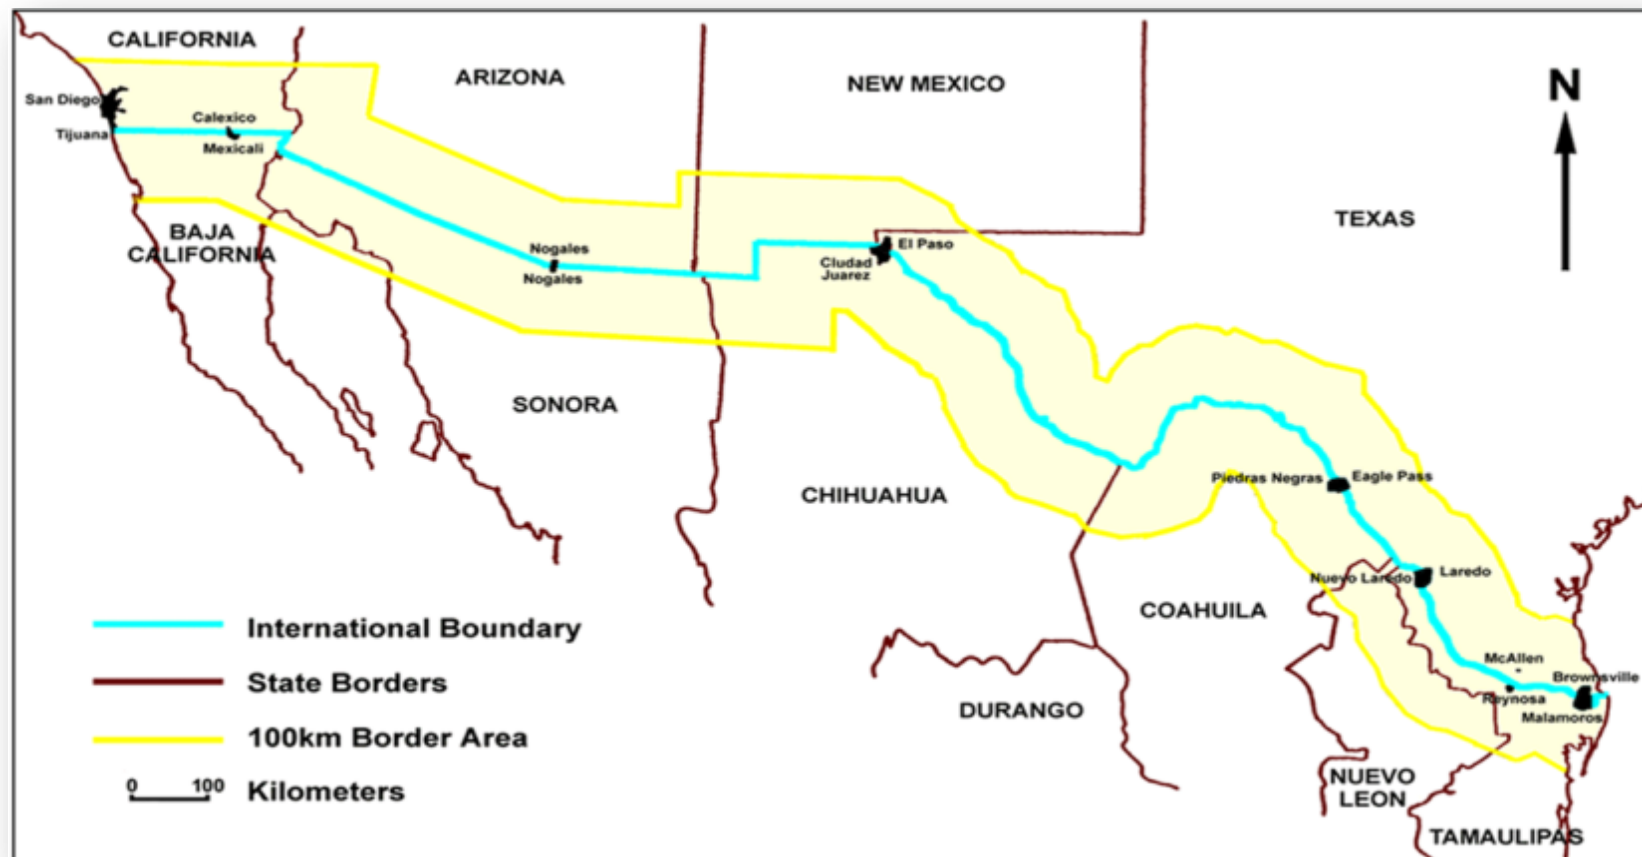 CALIFORNIA
ARIZONA
NEW MEXICO
N
San Diego
Calexico
Tijuana
Mexicali
TEXAS
BAJA
CALIFORNIA
Nogales
Nogales
El Paso
Cludad
Juarez
SONORA
CHIHUAHUA
Piedras Negras
Eagle Pass
Nuevo Laredo
Laredo
COAHUILA
McAllen
Reynosa
Brownsville
Malamoros
DURANGO
NUEVO
LEON
TAMAULIPAS
International Boundary
State Borders
100km Border Area
0 100
Kilometers